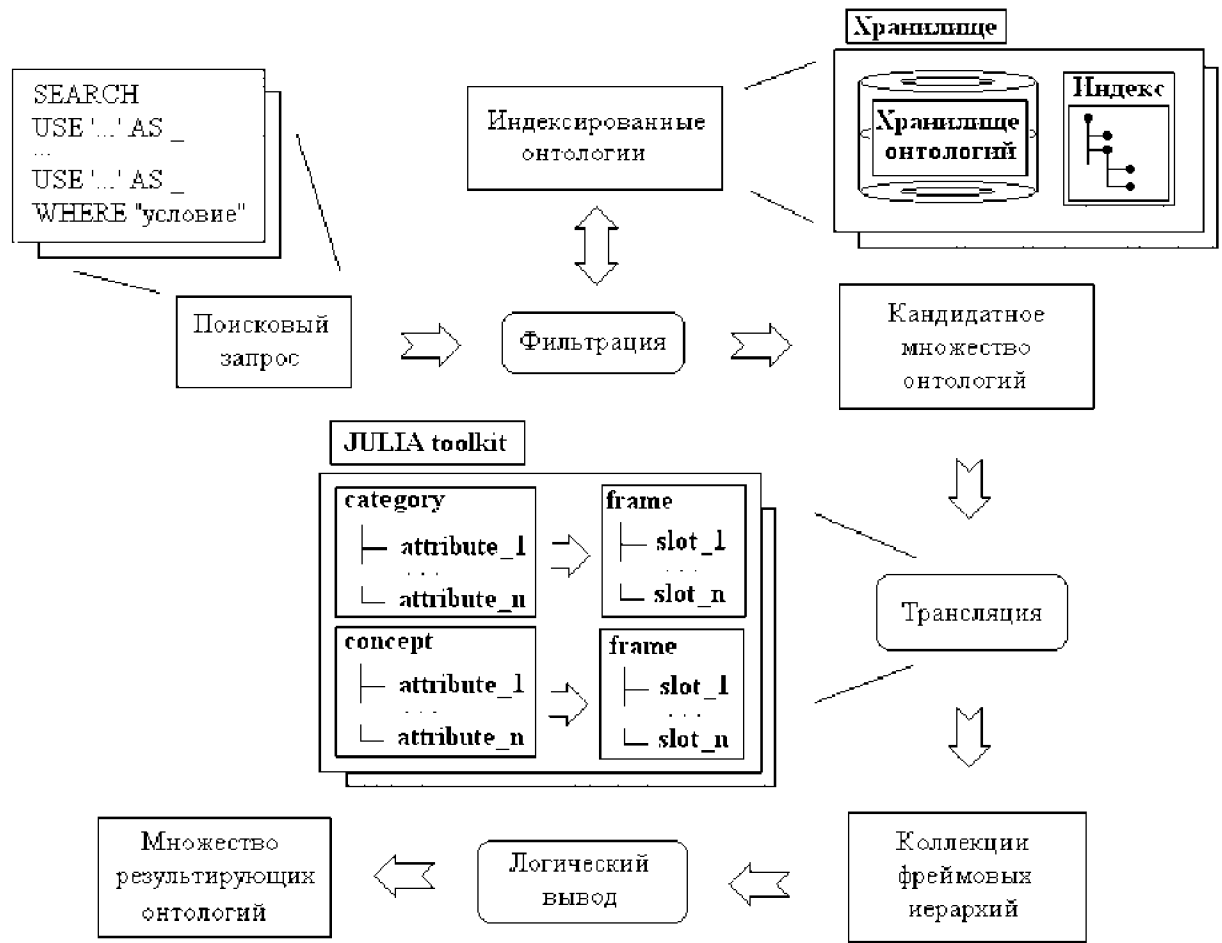 Хранилище
SEARCH
USE '...' AS _
...
USE '...' AS _
WHERE "условие"
Индексированные
онтологии
Хранилище
онтологий
Индекс
Поисковый
запрос
Фильтрация
Кандидатное
множество
онтологий
JULIA toolkit
category
attribute_1
. . .
attribute_n
frame
slot_1
. . .
slot_n
concept
attribute_1
. . .
attribute_n
frame
slot_1
. . .
slot_n
Трансляция
Множество
результирующих
онтологий
Логический
вывод
Коллекции
фреймовых
иерархий